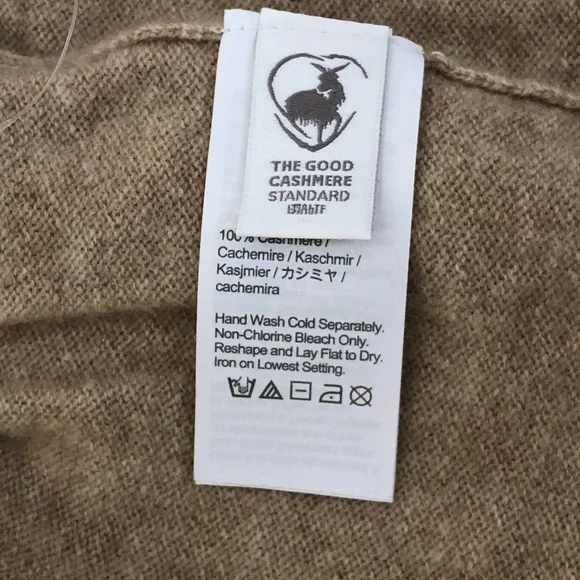 THE GOOD
CASHMERE
STANDARD
100% Cashmere /
Cachemire / Kaschmir /
Kasjmier / カシミヤ /
cachemira
Hand Wash Cold Separately.
Non-Chlorine Bleach Only.
Reshape and Lay Flat to Dry.
Iron on Lowest Setting.